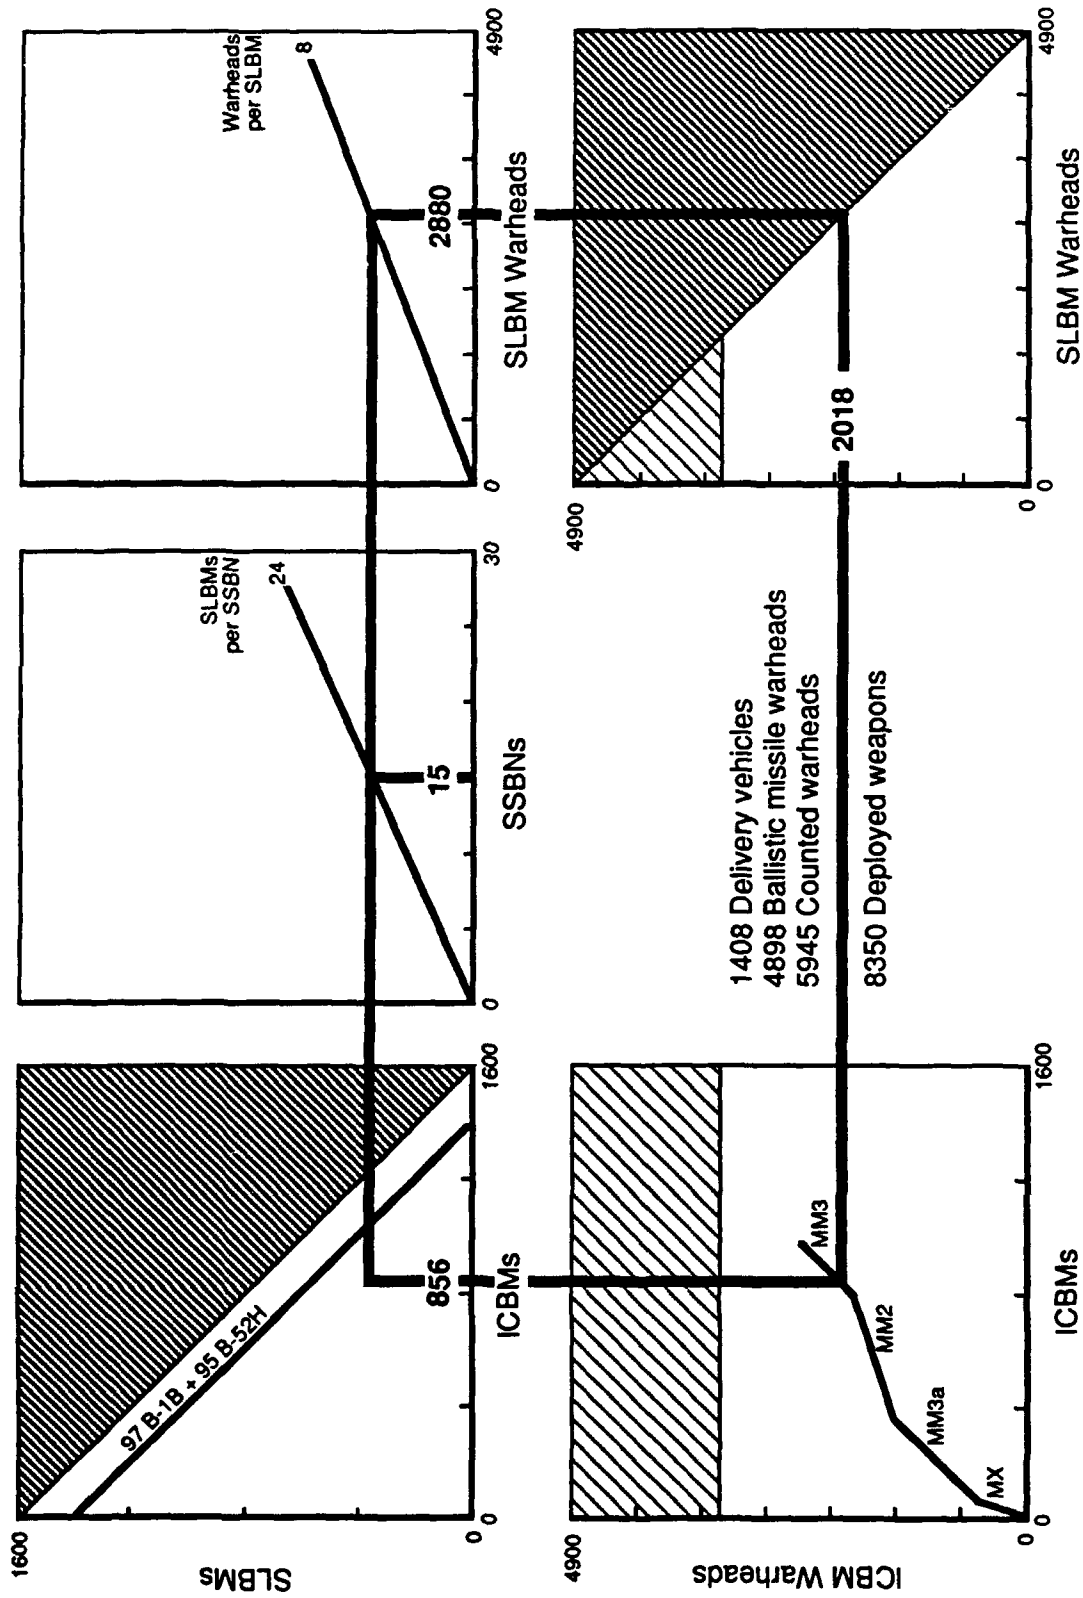 1600
SLBMs
0
97 B-1B + 95 B-52H
856
0
1600
ICBMs
SLBMs
per SSBN
24
15
0
30
SSBNs
Warheads
per SLBM
8
2880
0
4900
SLBM Warheads
4900
ICBM Warheads
0
MX
MM3a
MM2
MM3
0
1600
ICBMs
1408 Delivery vehicles
4898 Ballistic missile warheads
5945 Counted warheads
8350 Deployed weapons
4900
2018
0
0
4900
SLBM Warheads